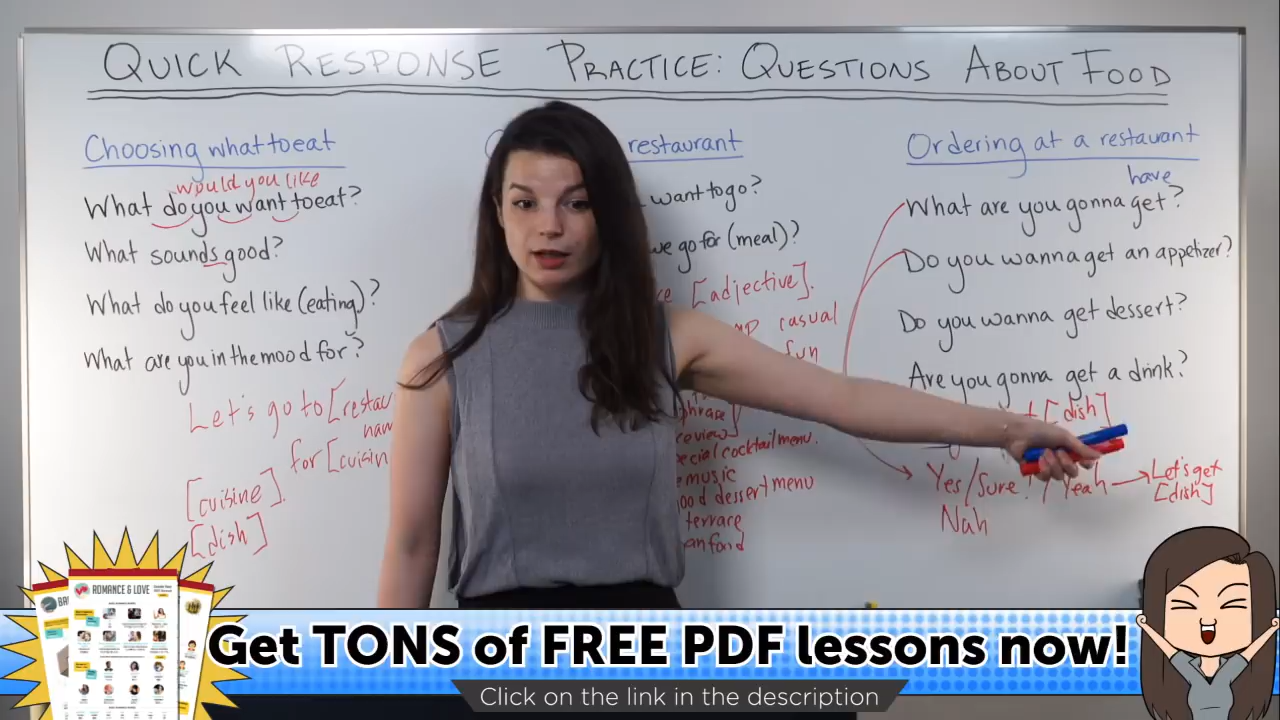 QUICK RESPONSE PRACTICE: QUESTIONS ABOUT FOOD
Choosing what to eat
would you like
What do you want to eat?
What sounds good?
What do you feel like (eating)?
What are you in the mood for?
Let's go to [restau
nam
for [cuisin
[cuisine].
[dish]
restaurant
want to go?
we go for (meal)?
[adjective].
casual
fun
phrase]
review]
ecial cocktail menu.
music
ood dessert menu
terrace
Ordering at a restaurant
have
What are you gonna get?
Do you wanna get an appetizer?
Do you wanna get dessert?
Are you gonna get a drink?
[dish]
Yes/Sure! / Yeah → Let's get
[dish]
Nah
ROMANCE & LOVE
Get TONS of FREE PDF lessons now!
Click on the link in the description